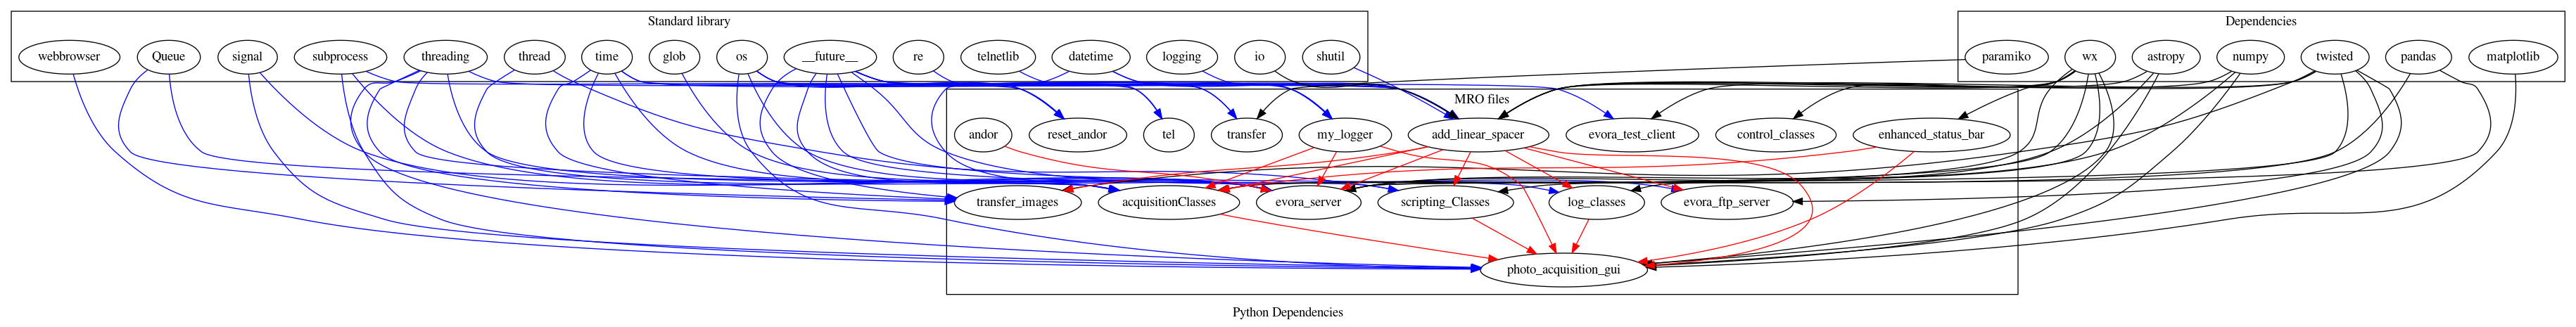 Standard library
Dependencies
webbrowser
Queue
signal
subprocess
threading
thread
time
glob
os
__future__
re
telnetlib
datetime
logging
io
shutil
paramiko
wx
astropy
numpy
twisted
pandas
matplotlib
MRO files
andor
reset_andor
tel
transfer
my_logger
add_linear_spacer
evora_test_client
control_classes
enhanced_status_bar
transfer_images
acquisitionClasses
evora_server
scripting_Classes
log_classes
evora_ftp_server
photo_acquisition_gui
Python Dependencies